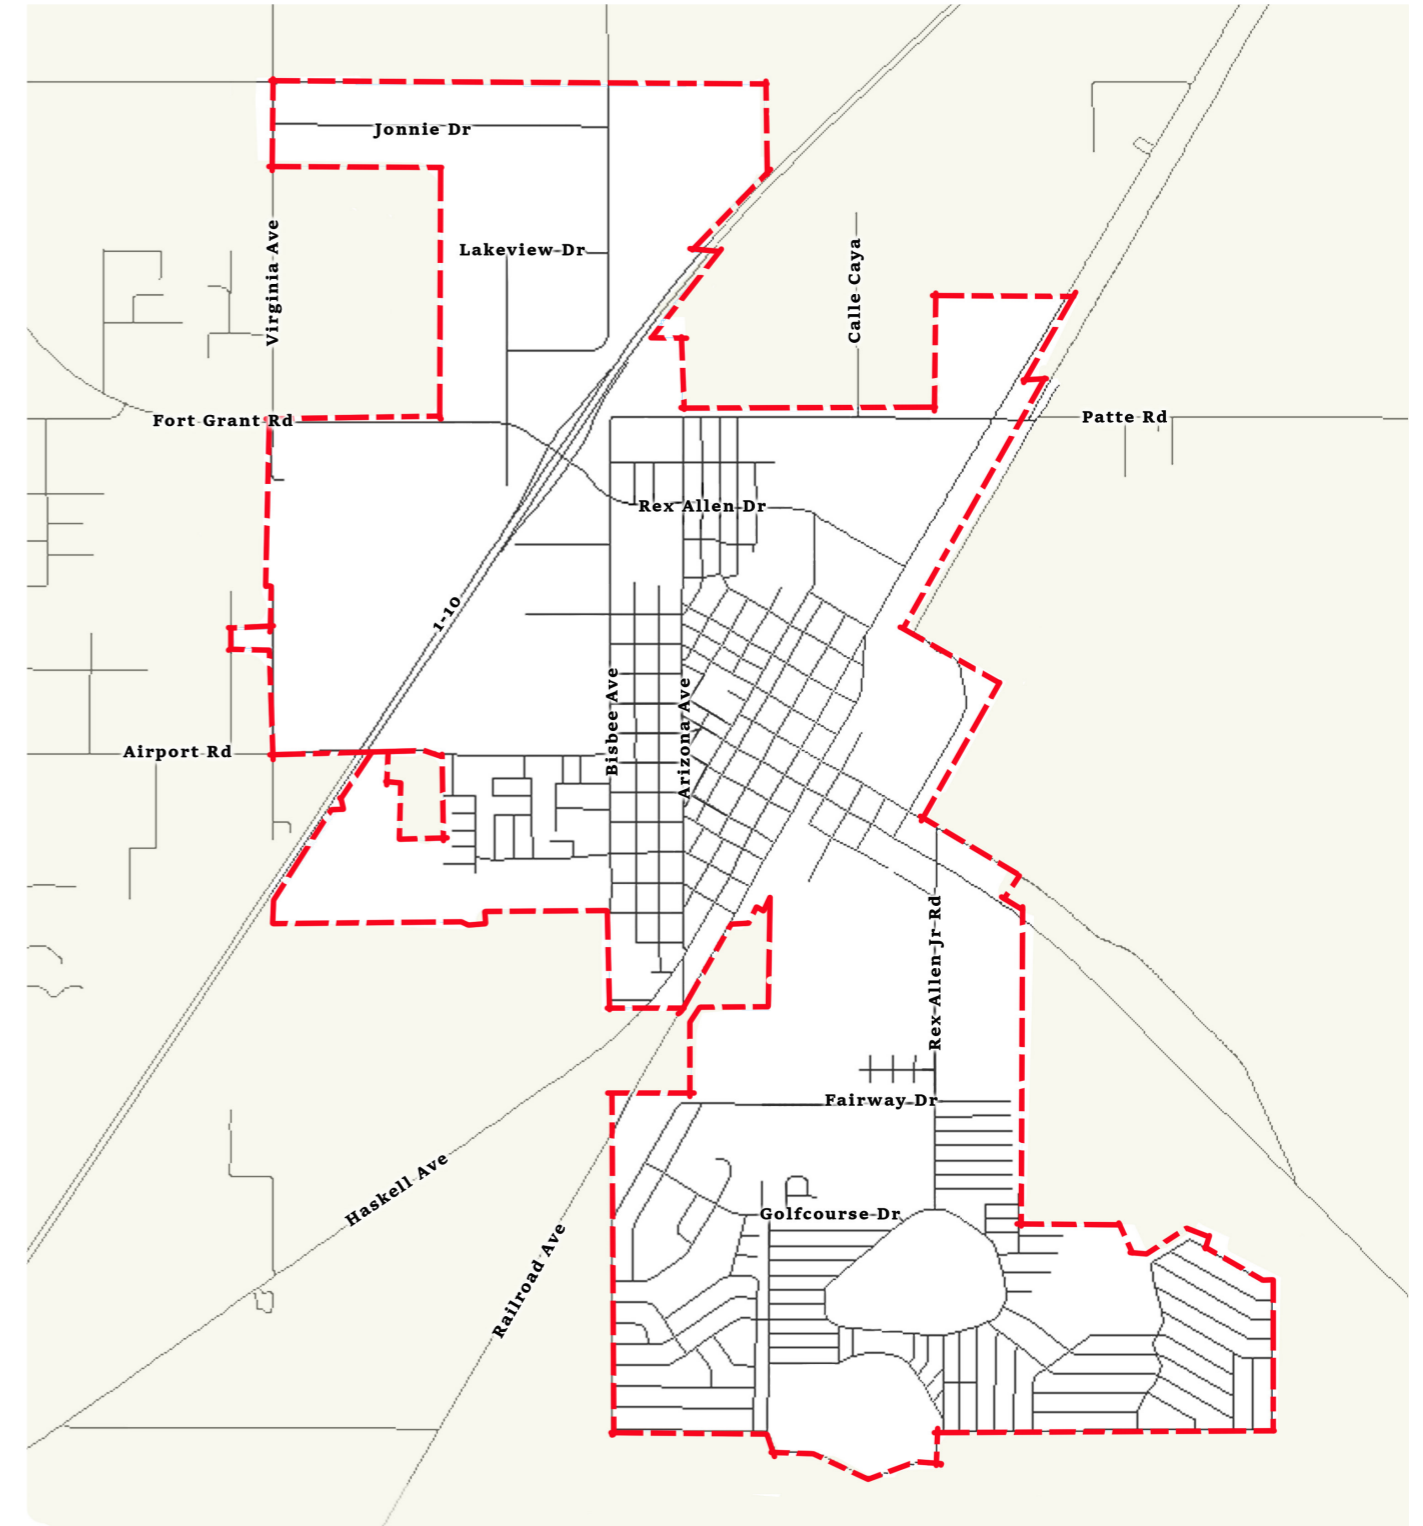 Jonnie Dr
Lakeview Dr
Virginia Ave
Calle Caya
Fort Grant Rd
Patte Rd
Rex Allen Dr
1-10
Bisbee Ave
Arizona Ave
Airport Rd
Rex Allen Jr Rd
Fairway Dr
Haskell Ave
Golfcourse Dr
Railroad Ave